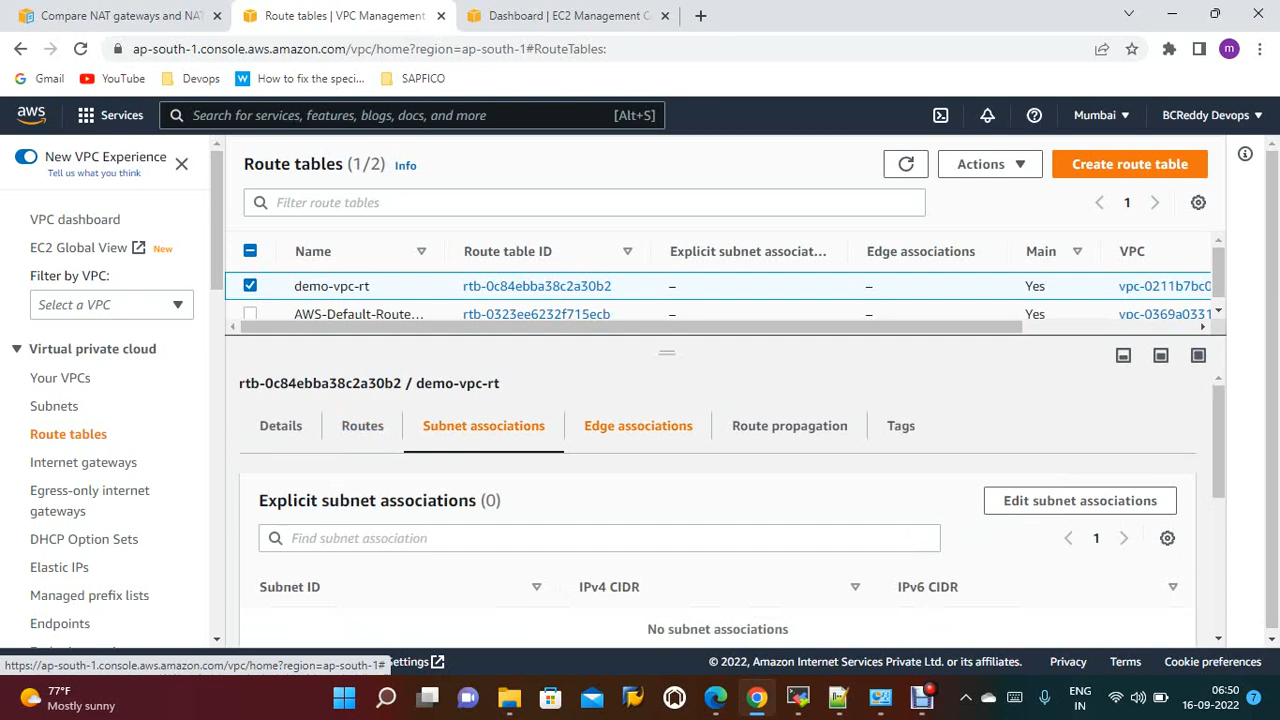 Compare NAT gateways and NAT
Route tables | VPC Management
Dashboard | EC2 Management C
ap-south-1.console.aws.amazon.com/vpc/home?region=ap-south-1#RouteTables:
m
Gmail
YouTube
Devops
W
How to fix the speci...
SAPFICO
aws
Services
Search for services, features, blogs, docs, and more
[Alt+S]
Mumbai
BCReddy Devops
New VPC Experience
Tell us what you think
VPC dashboard
EC2 Global View
New
Filter by VPC:
Select a VPC
Virtual private cloud
Your VPCs
Subnets
Route tables
Internet gateways
Egress-only internet
gateways
DHCP Option Sets
Elastic IPs
Managed prefix lists
Endpoints
Route tables (1/2)
Info
Actions
Create route table
Filter route tables
1
Name
Route table ID
Explicit subnet associat...
Edge associations
Main
VPC
demo-vpc-rt
rtb-0c84ebba38c2a30b2
–
–
Yes
vpc-0211b7bc0
AWS-Default-Route...
rtb-0323ee6232f715ecb
–
–
Yes
vpc-0369a0331
rtb-0c84ebba38c2a30b2 / demo-vpc-rt
Details
Routes
Subnet associations
Edge associations
Route propagation
Tags
Explicit subnet associations (0)
Edit subnet associations
Find subnet association
1
Subnet ID
IPv4 CIDR
IPv6 CIDR
No subnet associations
https://ap-south-1.console.aws.amazon.com/vpc/home?region=ap-south-1#
© 2022, Amazon Internet Services Private Ltd. or its affiliates.
Privacy
Terms
Cookie preferences
77°F
Mostly sunny
ENG
IN
06:50
16-09-2022
7